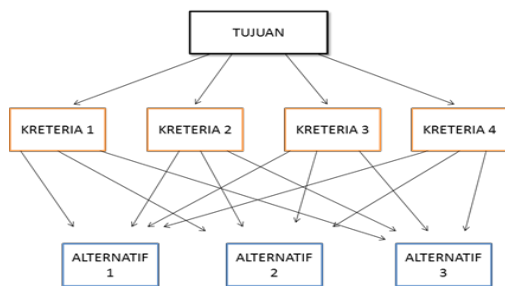 TUJUAN
KRETERIA 1
KRETERIA 2
KRETERIA 3
KRETERIA 4
ALTERNATIF
1
ALTERNATIF
2
ALTERNATIF
3